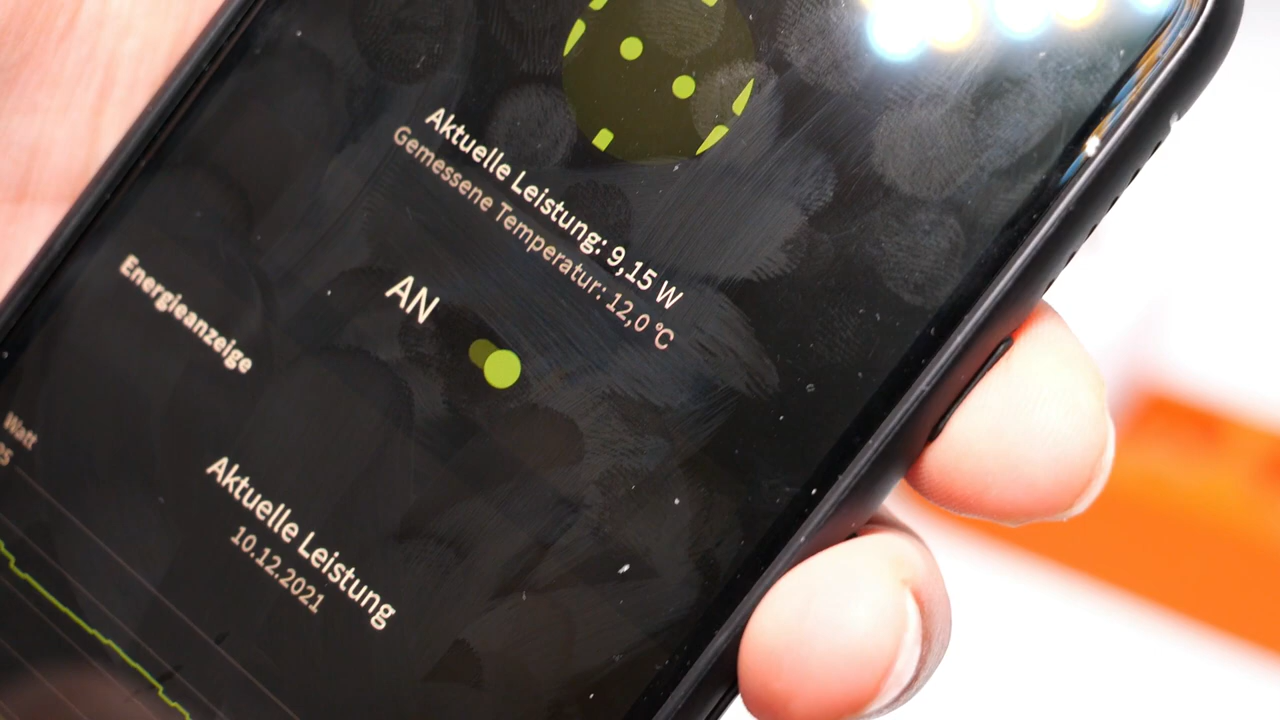 Aktuelle Leistung: 9,15 W
Gemessene Temperatur: 12,0 °C
AN
Energieanzeige
Aktuelle Leistung
10.12.2021
Watt